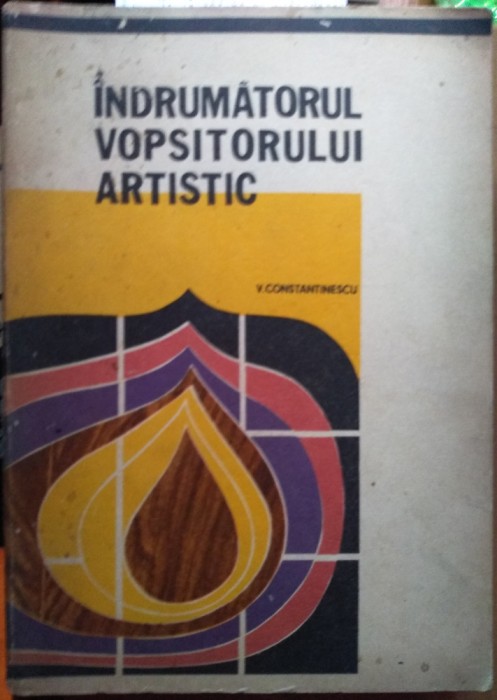 ÎNDRUMĂTORUL
VOPSITORULUI
ARTISTIC
V. CONSTANTINESCU